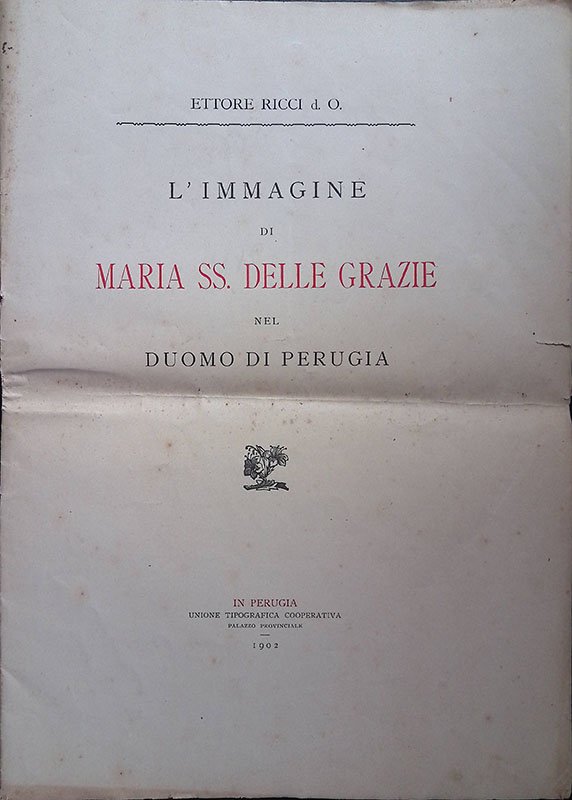 ETTORE RICCI d. O.
L'IMMAGINE
DI
MARIA SS. DELLE GRAZIE
NEL
DUOMO DI PERUGIA
IN PERUGIA
UNIONE TIPOGRAFICA COOPERATIVA
PALAZZO PROVINCIALE
1902